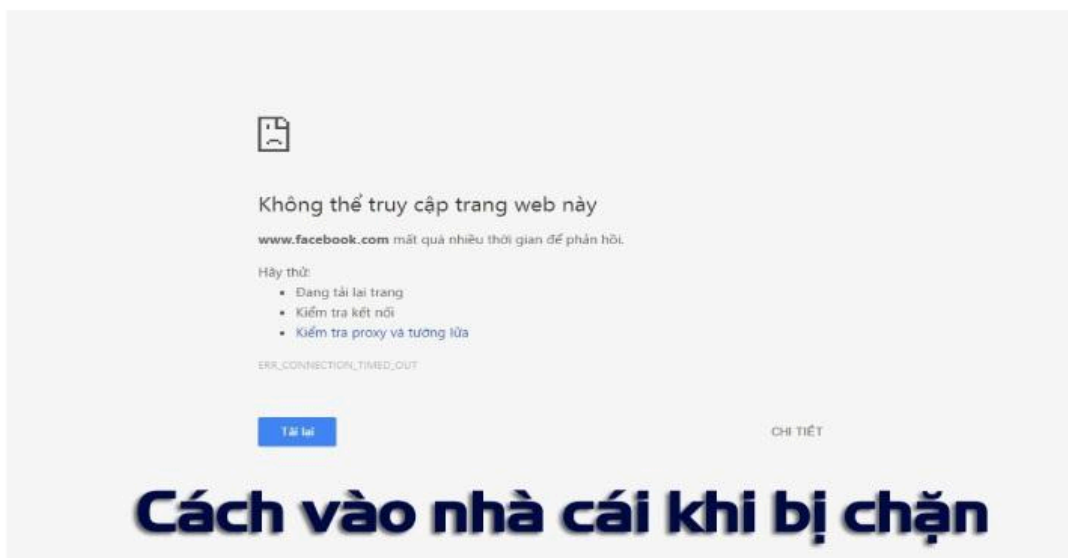 Không thể truy cập trang web này
www.facebook.com mất quá nhiều thời gian để phản hồi.
Hãy thử:
Đang tải lại trang
Kiểm tra kết nối
Kiểm tra proxy và tường lửa
ERR_CONNECTION_TIMED_OUT
Tải lại
CHI TIẾT
Cách vào nhà cái khi bị chặn